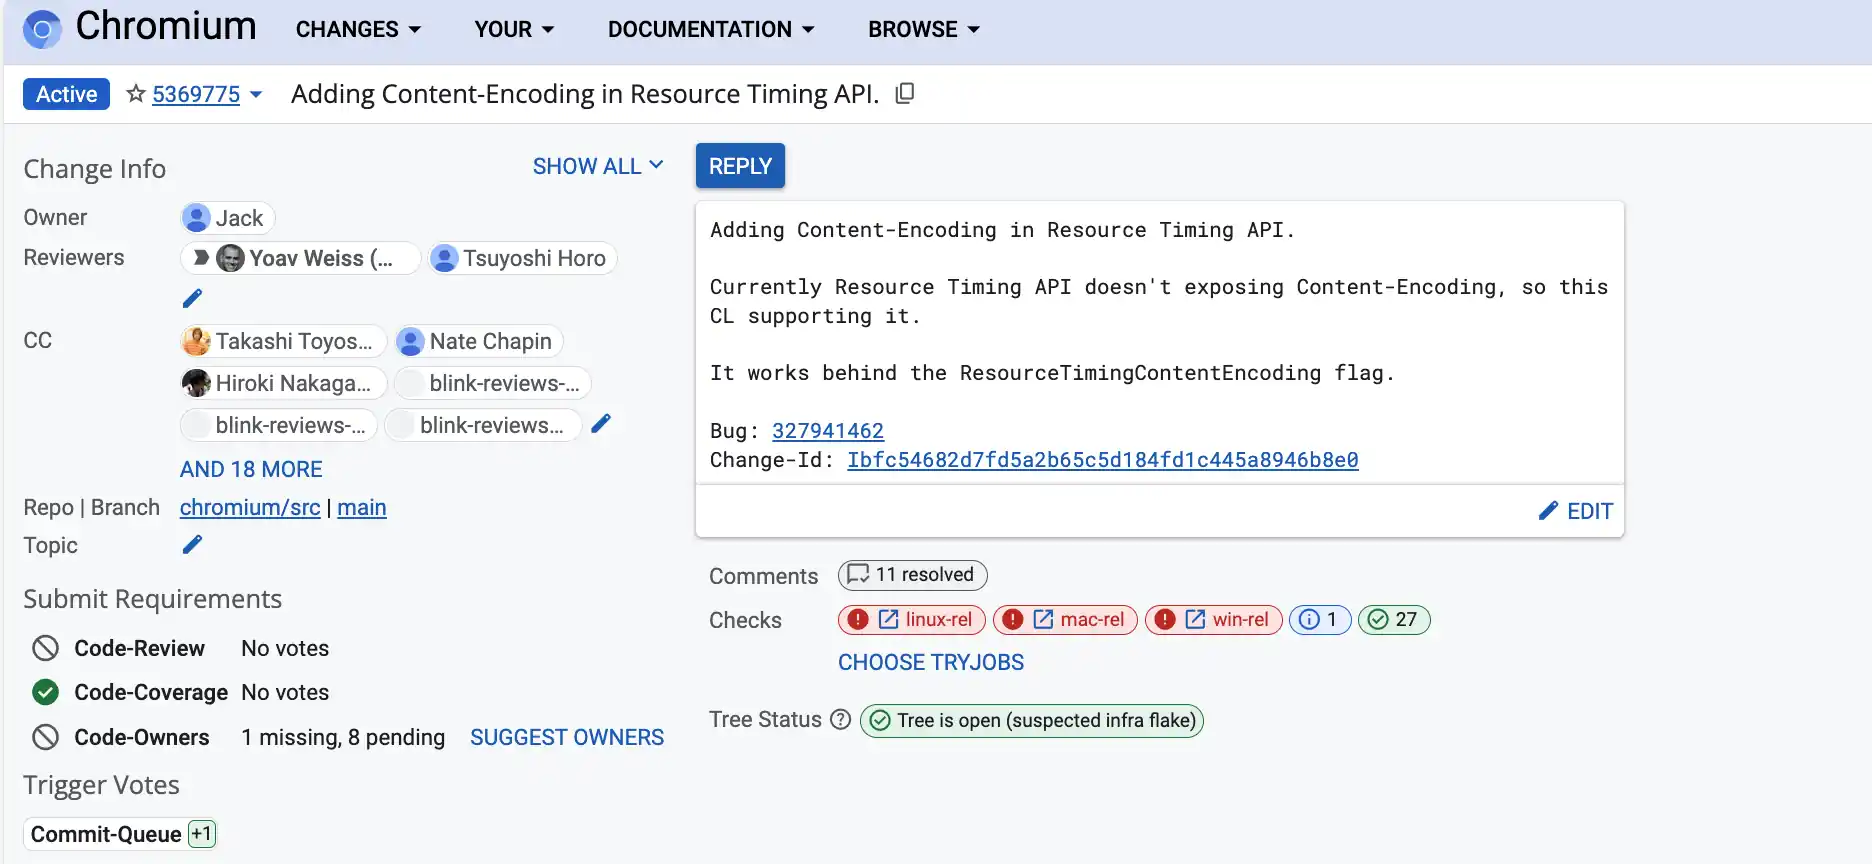 Chromium CHANGES YOUR DOCUMENTATION BROWSE
Active 5369775 Adding Content-Encoding in Resource Timing API.
Change Info SHOW ALL
Owner Jack
Reviewers Yoav Weiss (... Tsuyoshi Horo
CC Takashi Toyos... Nate Chapin
Hiroki Nakaga... blink-reviews-...
blink-reviews-... blink-reviews...
AND 18 MORE
Repo | Branch chromium/src | main
Topic
Submit Requirements
Code-Review No votes
Code-Coverage No votes
Code-Owners 1 missing, 8 pending SUGGEST OWNERS
Trigger Votes
Commit-Queue +1
REPLY
Adding Content-Encoding in Resource Timing API.
Currently Resource Timing API doesn't exposing Content-Encoding, so this
CL supporting it.
It works behind the ResourceTimingContentEncoding flag.
Bug: 327941462
Change-Id: Ibfc54682d7fd5a2b65c5d184fd1c445a8946b8e0
EDIT
Comments 11 resolved
Checks linux-rel mac-rel win-rel 1 27
CHOOSE TRYJOBS
Tree Status Tree is open (suspected infra flake)